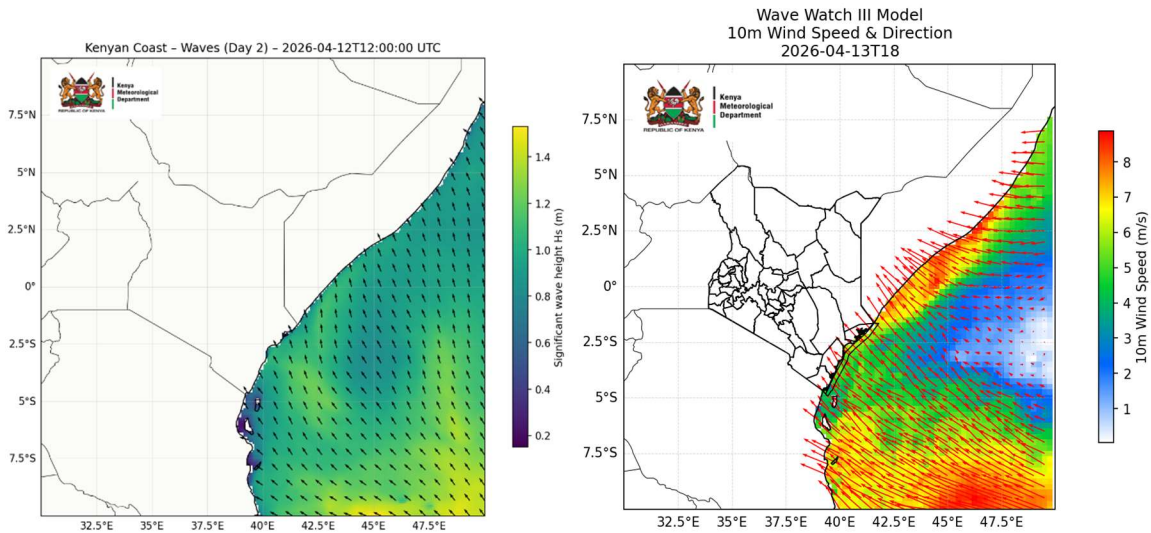 Kenyan Coast – Waves (Day 2) – 2026-04-12T12:00:00 UTC
Kenya
Meteorological
Department
REPUBLIC OF KENYA
7.5°N
5°N
2.5°N
0°
2.5°S
5°S
7.5°S
32.5°E
35°E
37.5°E
40°E
42.5°E
45°E
47.5°E
1.4
1.2
1.0
0.8
0.6
0.4
0.2
Significant wave height Hs (m)
Wave Watch III Model
10m Wind Speed & Direction
2026-04-13T18
Kenya
Meteorological
Department
REPUBLIC OF KENYA
7.5°N
5°N
2.5°N
0°
2.5°S
5°S
7.5°S
32.5°E
35°E
37.5°E
40°E
42.5°E
45°E
47.5°E
8
7
6
5
4
3
2
1
10m Wind Speed (m/s)